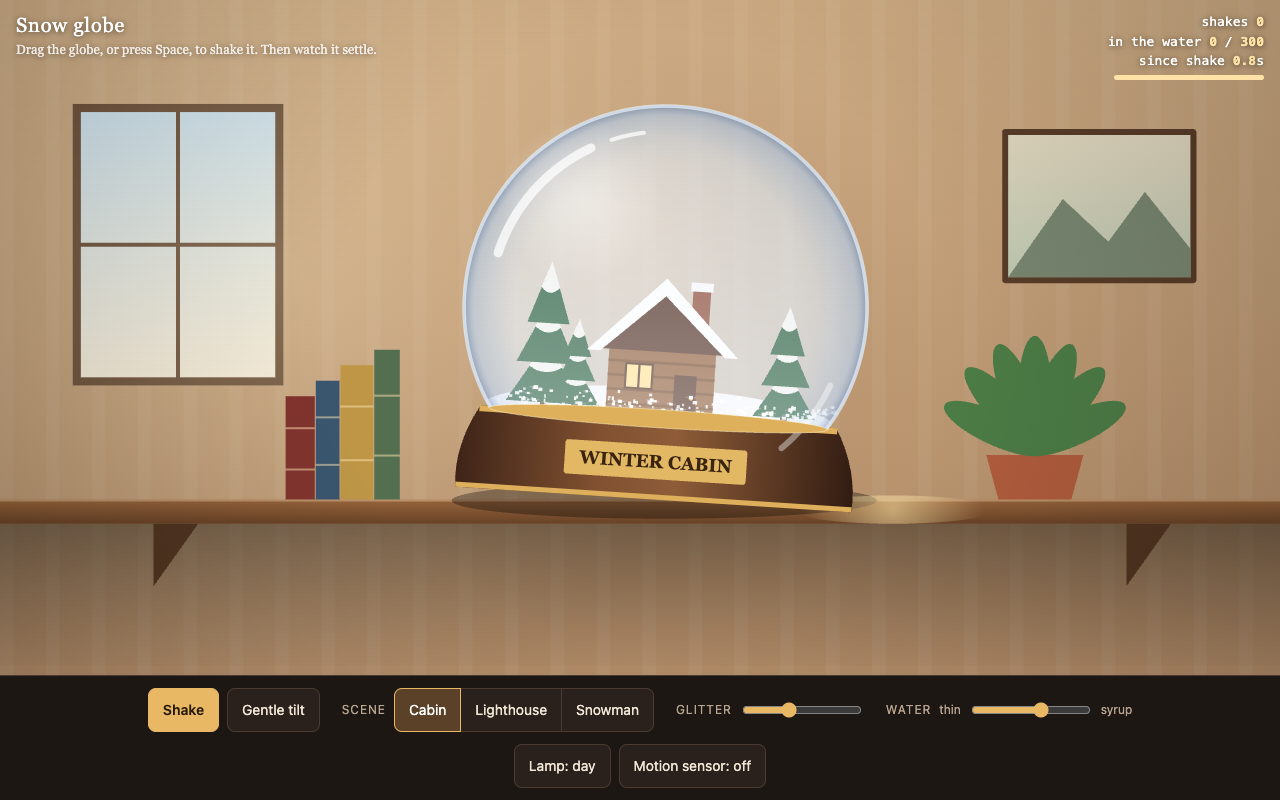 Snow globe
Drag the globe, or press Space, to shake it. Then watch it settle.
shakes 0
in the water 0 / 300
since shake 0.8s
WINTER CABIN
Shake
Gentle tilt
SCENE
Cabin
Lighthouse
Snowman
GLITTER
WATER thin
syrup
Lamp: day
Motion sensor: off